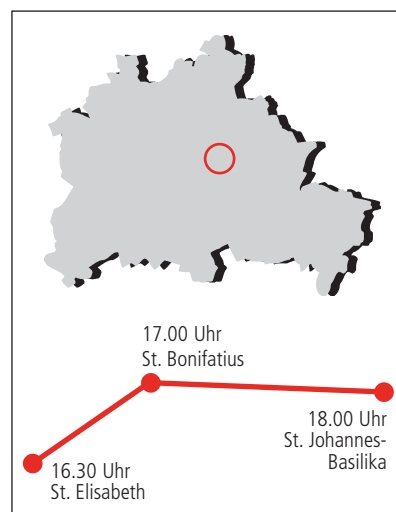 17.00 Uhr
St. Bonifatius
18.00 Uhr
St. Johannes-
Basilika
16.30 Uhr
St. Elisabeth